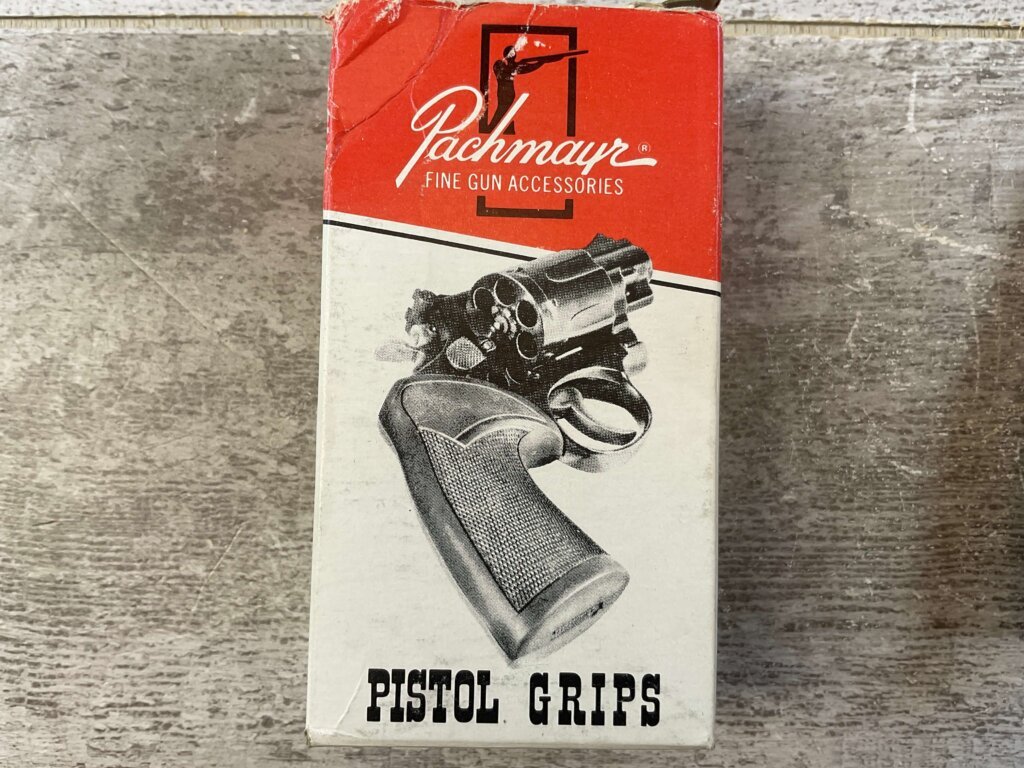 Pachmayr ®
FINE GUN ACCESSORIES
PISTOL GRIPS